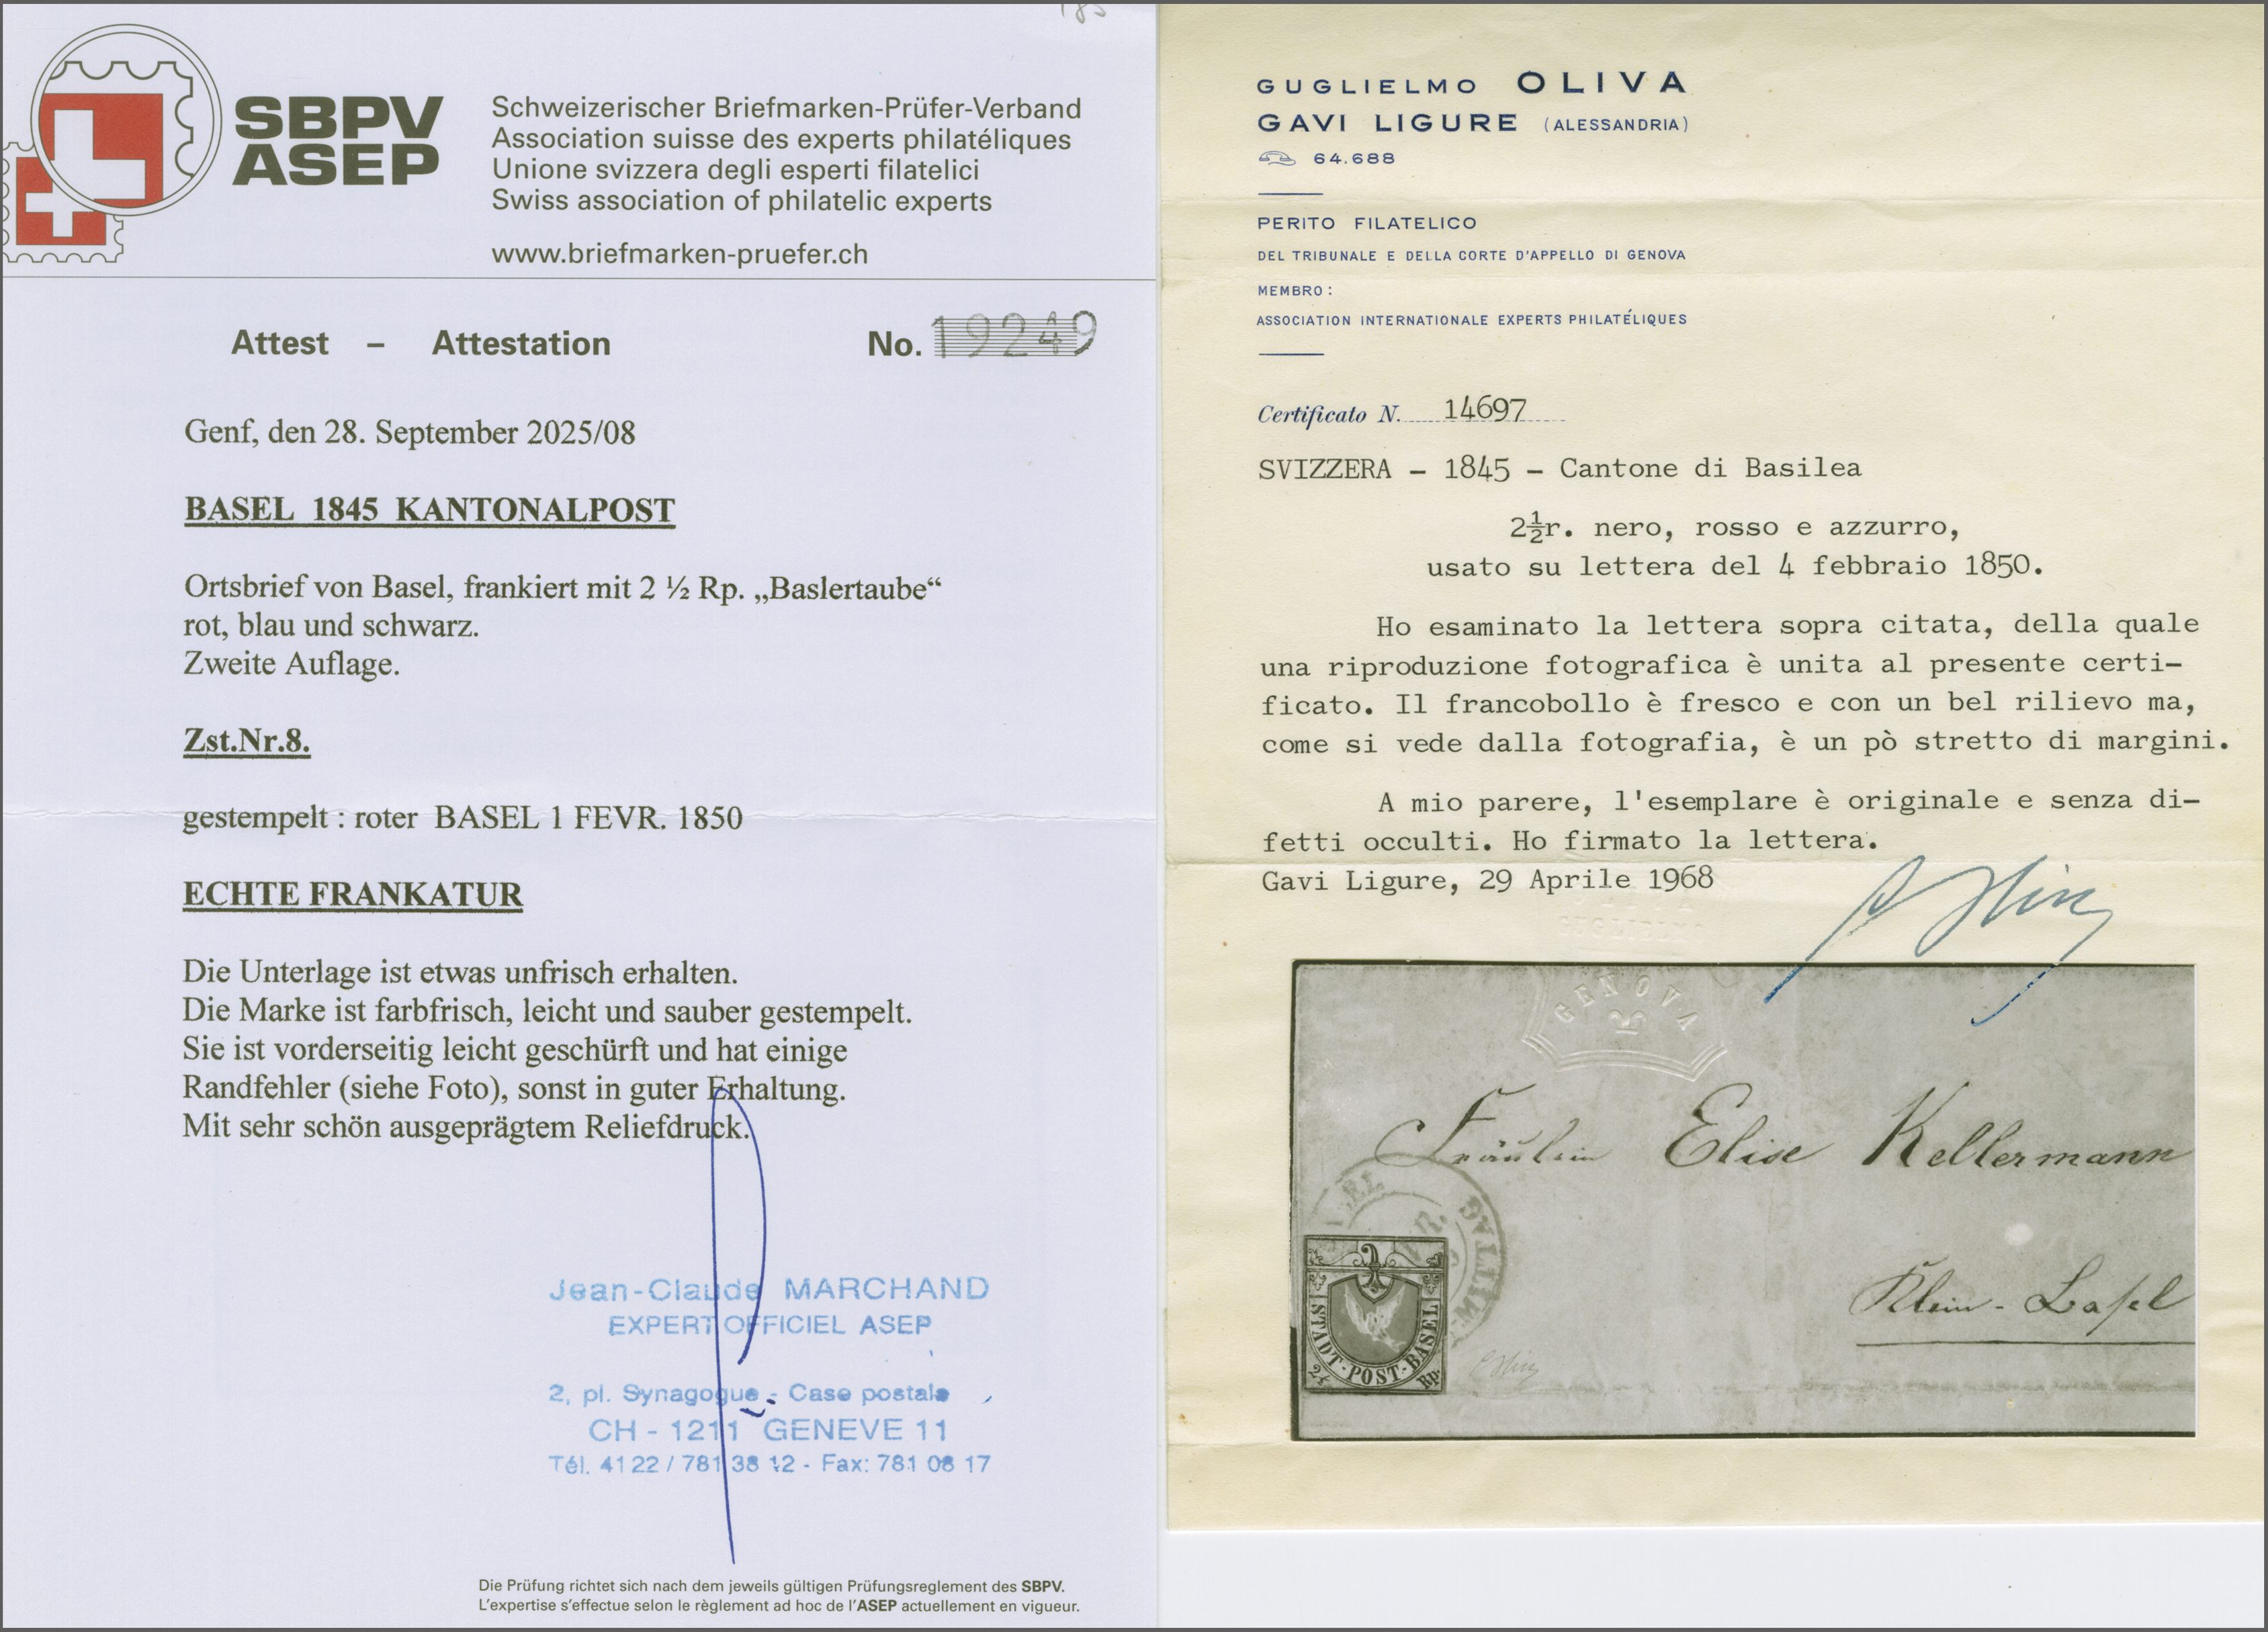 SBPV
ASEP
Schweizerischer Briefmarken-Prüfer-Verband
Association suisse des experts philatéliques
Unione svizzera degli esperti filatelici
Swiss association of philatelic experts
www.briefmarken-pruefer.ch
Attest – Attestation No. 19249
Genf, den 28. September 2025/08
BASEL 1845 KANTONALPOST
Ortsbrief von Basel, frankiert mit 2 ½ Rp. „Baslertaube“
rot, blau und schwarz.
Zweite Auflage.
Zst.Nr.8.
gestempelt : roter BASEL 1 FEVR. 1850
ECHTE FRANKATUR
Die Unterlage ist etwas unfrisch erhalten.
Die Marke ist farbfrisch, leicht und sauber gestempelt.
Sie ist vorderseitig leicht geschürft und hat einige
Randfehler (siehe Foto), sonst in guter Erhaltung.
Mit sehr schön ausgeprägtem Reliefdruck.
Jean-Claude MARCHAND
EXPERT OFFICIEL ASEP
2, pl. Synagogue - Case postale
CH - 1211 GENEVE 11
Tél. 41 22 / 781 38 12 - Fax: 781 08 17
Die Prüfung richtet sich nach dem jeweils gültigen Prüfungsreglement des SBPV.
L'expertise s'effectue selon le règlement ad hoc de l'ASEP actuellement en vigueur.
GUGLIELMO OLIVA
GAVI LIGURE (ALESSANDRIA)
64.688
PERITO FILATELICO
DEL TRIBUNALE E DELLA CORTE D'APPELLO DI GENOVA
MEMBRO:
ASSOCIATION INTERNATIONALE EXPERTS PHILATÉLIQUES
Certificato N. 14697
SVIZZERA - 1845 - Cantone di Basilea
2½r. nero, rosso e azzurro,
usato su lettera del 4 febbraio 1850.
Ho esaminato la lettera sopra citata, della quale
una riproduzione fotografica è unita al presente certi-
ficato. Il francobollo è fresco e con un bel rilievo ma,
come si vede dalla fotografia, è un pò stretto di margini.
A mio parere, l'esemplare è originale e senza di-
fetti occulti. Ho firmato la lettera.
Gavi Ligure, 29 Aprile 1968
GUGLIELMO
GENOVA
Fräulein Elise Kellermann
Klein-Basel
STADT-POST-BASEL
2½ Rp.